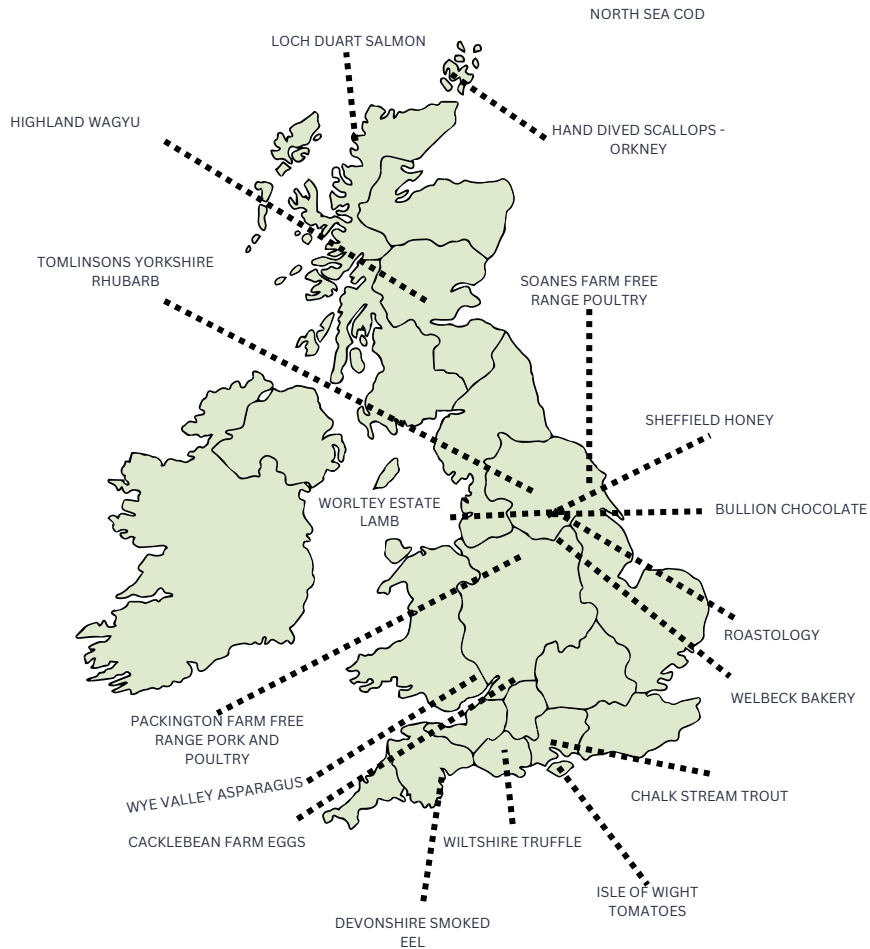 NORTH SEA COD
LOCH DUART SALMON
HIGHLAND WAGYU
HAND DIVED SCALLOPS -
ORKNEY
TOMLINSONS YORKSHIRE
RHUBARB
SOANES FARM FREE
RANGE POULTRY
SHEFFIELD HONEY
WORLTEY ESTATE
LAMB
BULLION CHOCOLATE
ROASTOLOGY
WELBECK BAKERY
PACKINGTON FARM FREE
RANGE PORK AND
POULTRY
WYE VALLEY ASPARAGUS
CHALK STREAM TROUT
CACKLEBEAN FARM EGGS
WILTSHIRE TRUFFLE
ISLE OF WIGHT
TOMATOES
DEVONSHIRE SMOKED
EEL